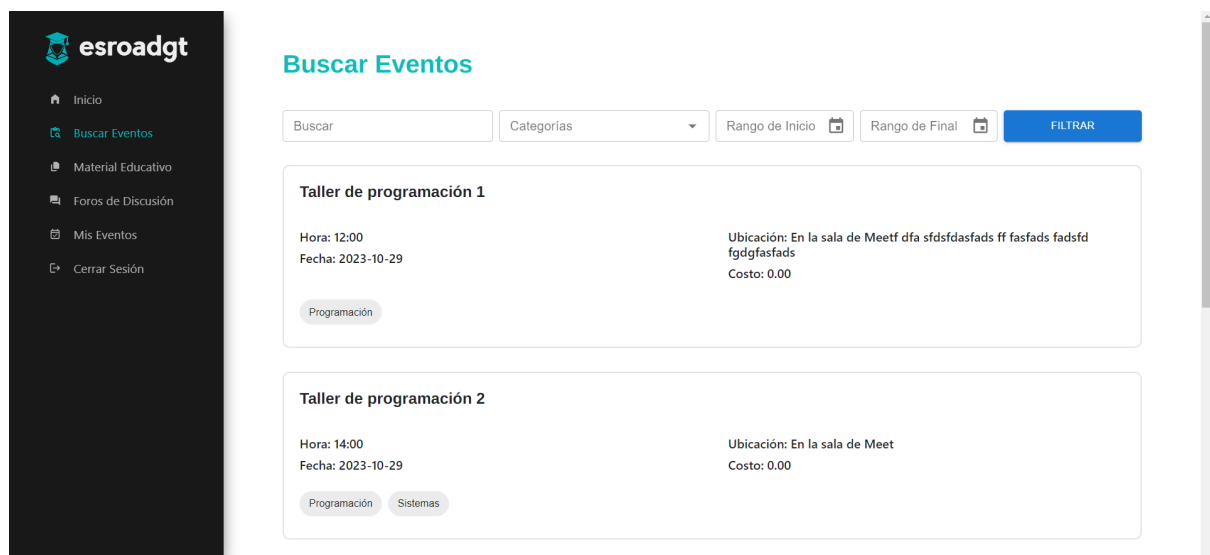 esroadgt
Inicio
Buscar Eventos
Material Educativo
Foros de Discusión
Mis Eventos
Cerrar Sesión
Buscar Eventos
Buscar
Categorías
Rango de Inicio
Rango de Final
FILTRAR
Taller de programación 1
Hora: 12:00
Fecha: 2023-10-29
Ubicación: En la sala de Meetf dfa sfdsfdasfads ff fasfads fadsfd
fgdgfasfads
Costo: 0.00
Programación
Taller de programación 2
Hora: 14:00
Fecha: 2023-10-29
Ubicación: En la sala de Meet
Costo: 0.00
Programación
Sistemas